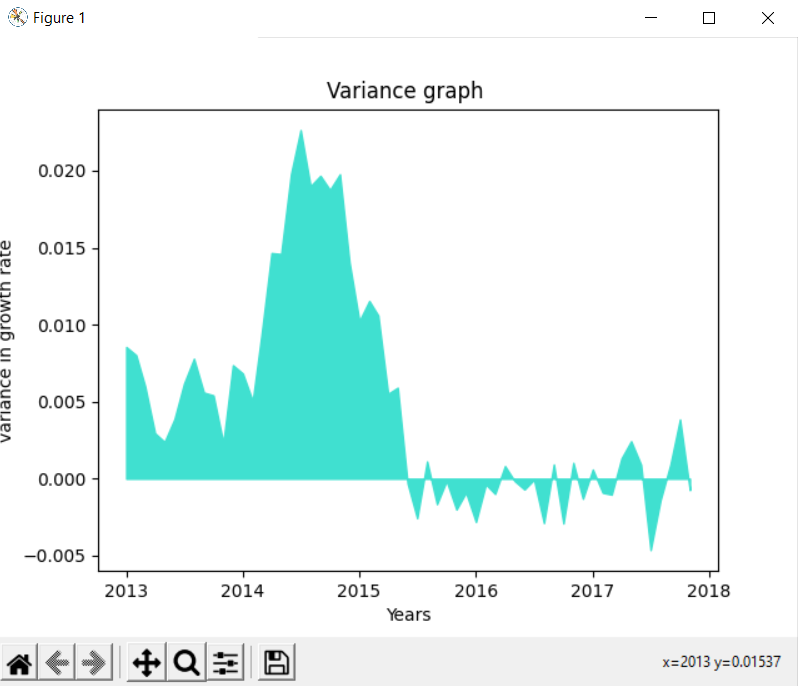 Figure 1
Variance graph
variance in growth rate
0.020
0.015
0.010
0.005
0.000
−0.005
2013 2014 2015 2016 2017 2018
Years
x=2013 y=0.01537